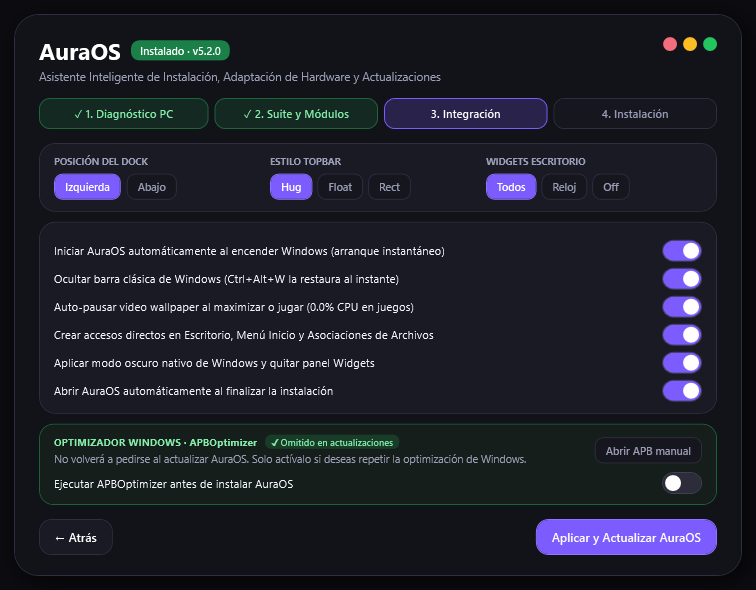 AuraOS Instalado · v5.2.0
Asistente Inteligente de Instalación, Adaptación de Hardware y Actualizaciones
✓ 1. Diagnóstico PC ✓ 2. Suite y Módulos 3. Integración 4. Instalación
POSICIÓN DEL DOCK ESTILO TOPBAR WIDGETS ESCRITORIO
Izquierda Abajo Hug Float Rect Todos Reloj Off
Iniciar AuraOS automáticamente al encender Windows (arranque instantáneo)
Ocultar barra clásica de Windows (Ctrl+Alt+W la restaura al instante)
Auto-pausar video wallpaper al maximizar o jugar (0.0% CPU en juegos)
Crear accesos directos en Escritorio, Menú Inicio y Asociaciones de Archivos
Aplicar modo oscuro nativo de Windows y quitar panel Widgets
Abrir AuraOS automáticamente al finalizar la instalación
OPTIMIZADOR WINDOWS · APBOptimizer ✓ Omitido en actualizaciones
No volverá a pedirse al actualizar AuraOS. Solo actívalo si deseas repetir la optimización de Windows.
Abrir APB manual
Ejecutar APBOptimizer antes de instalar AuraOS
← Atrás Aplicar y Actualizar AuraOS